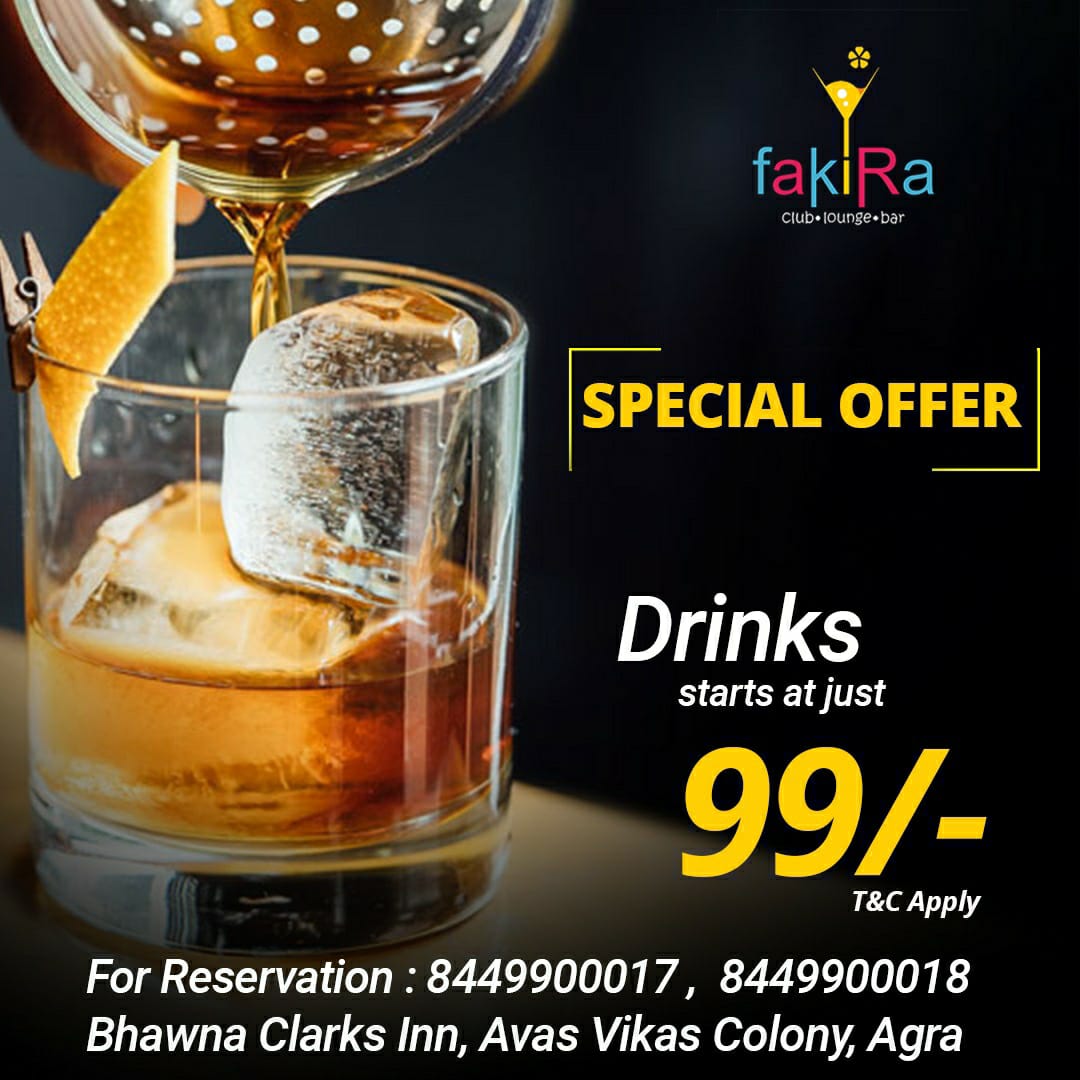 fakiRa
club•lounge•bar
SPECIAL OFFER
Drinks
starts at just
99/-
T&C Apply
For Reservation : 8449900017 , 8449900018
Bhawna Clarks Inn, Avas Vikas Colony, Agra